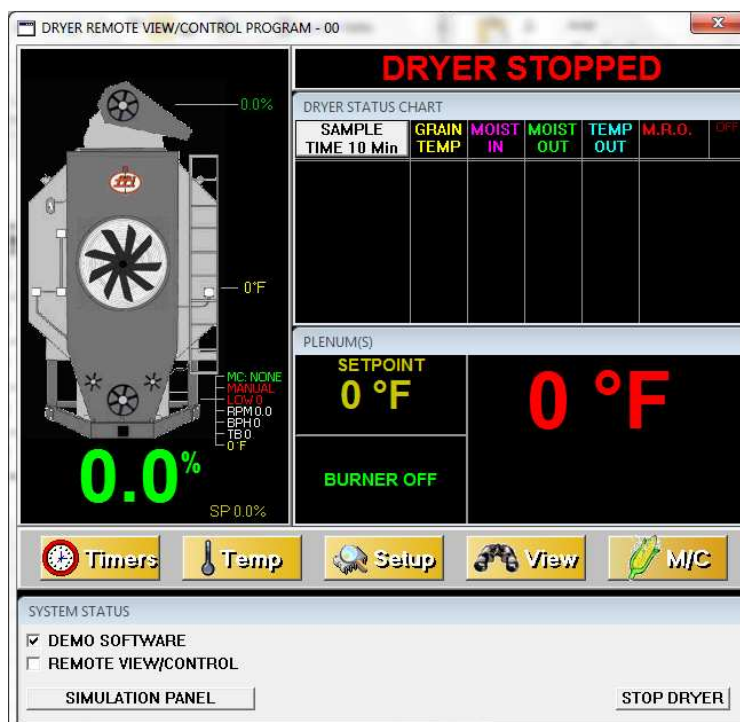 DRYER REMOTE VIEW/CONTROL PROGRAM - 00
DRYER STOPPED
0.0%
0°F
MC: NONE
MANUAL
LOW 0
RPM 0.0
BPH 0
TB 0
0°F
0.0%
SP 0.0%
DRYER STATUS CHART
SAMPLE TIME 10 Min
GRAIN TEMP
MOIST IN
MOIST OUT
TEMP OUT
M.R.O.
OFF
PLENUM(S)
SETPOINT
0 °F
0 °F
BURNER OFF
Timers
Temp
Setup
View
M/C
SYSTEM STATUS
DEMO SOFTWARE
REMOTE VIEW/CONTROL
SIMULATION PANEL
STOP DRYER